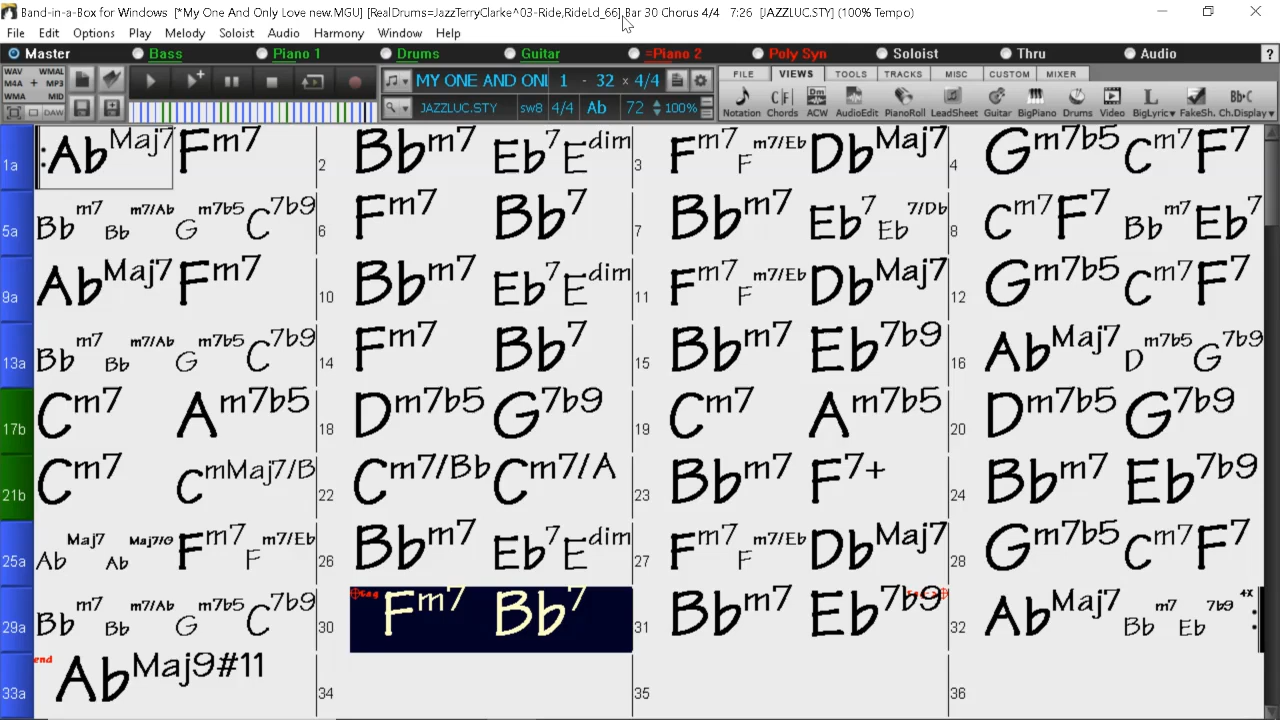 Band-in-a-Box for Windows [*My One And Only Love new.MGU] [RealDrums=JazzTerryClarke^03-Ride,RideLd_66] Bar 30 Chorus 4/4 7:26 [JAZZLUC.STY] (100% Tempo)
File Edit Options Play Melody Soloist Audio Harmony Window Help
Master Bass Piano 1 Drums Guitar =Piano 2 Poly Syn Soloist Thru Audio ?
WAV WMAL
M4A + MP3
WMA MID
DAW
MY ONE AND ONL 1 - 32 x 4/4
JAZZLUC.STY sw8 4/4 Ab 72 100%
FILE VIEWS TOOLS TRACKS MISC CUSTOM MIXER
Notation Chords ACW AudioEdit PianoRoll LeadSheet Guitar BigPiano Drums Video BigLyric FakeSh. Ch.Display
1a AbMaj7 Fm7 2 Bbm7 Eb7 Edim 3 Fm7 Fm7/Eb DbMaj7 4 Gm7b5 Cm7 F7
5a Bbm7 Bbm7/Ab Gm7b5 C7b9 6 Fm7 Bb7 7 Bbm7 Eb7 Eb7/Db 8 Cm7 F7 Bbm7 Eb7
9a AbMaj7 Fm7 10 Bbm7 Eb7 Edim 11 Fm7 Fm7/Eb DbMaj7 12 Gm7b5 Cm7 F7
13a Bbm7 Bbm7/Ab Gm7b5 C7b9 14 Fm7 Bb7 15 Bbm7 Eb7b9 16 AbMaj7 Dm7b5 G7b9
17b Cm7 Am7b5 18 Dm7b5 G7b9 19 Cm7 Am7b5 20 Dm7b5 G7b9
21b Cm7 CmMaj7/B 22 Cm7/Bb Cm7/A 23 Bbm7 F7+ 24 Bbm7 Eb7b9
25a AbMaj7 AbMaj7/G Fm7 Fm7/Eb 26 Bbm7 Eb7 Edim 27 Fm7 Fm7/Eb DbMaj7 28 Gm7b5 Cm7 F7
29a Bbm7 Bbm7/Ab Gm7b5 C7b9 30 Fm7 Bb7 31 Bbm7 Eb7b9 32 AbMaj7 Bbm7 Eb7b9 +X
end
33a AbMaj9#11 34 35 36